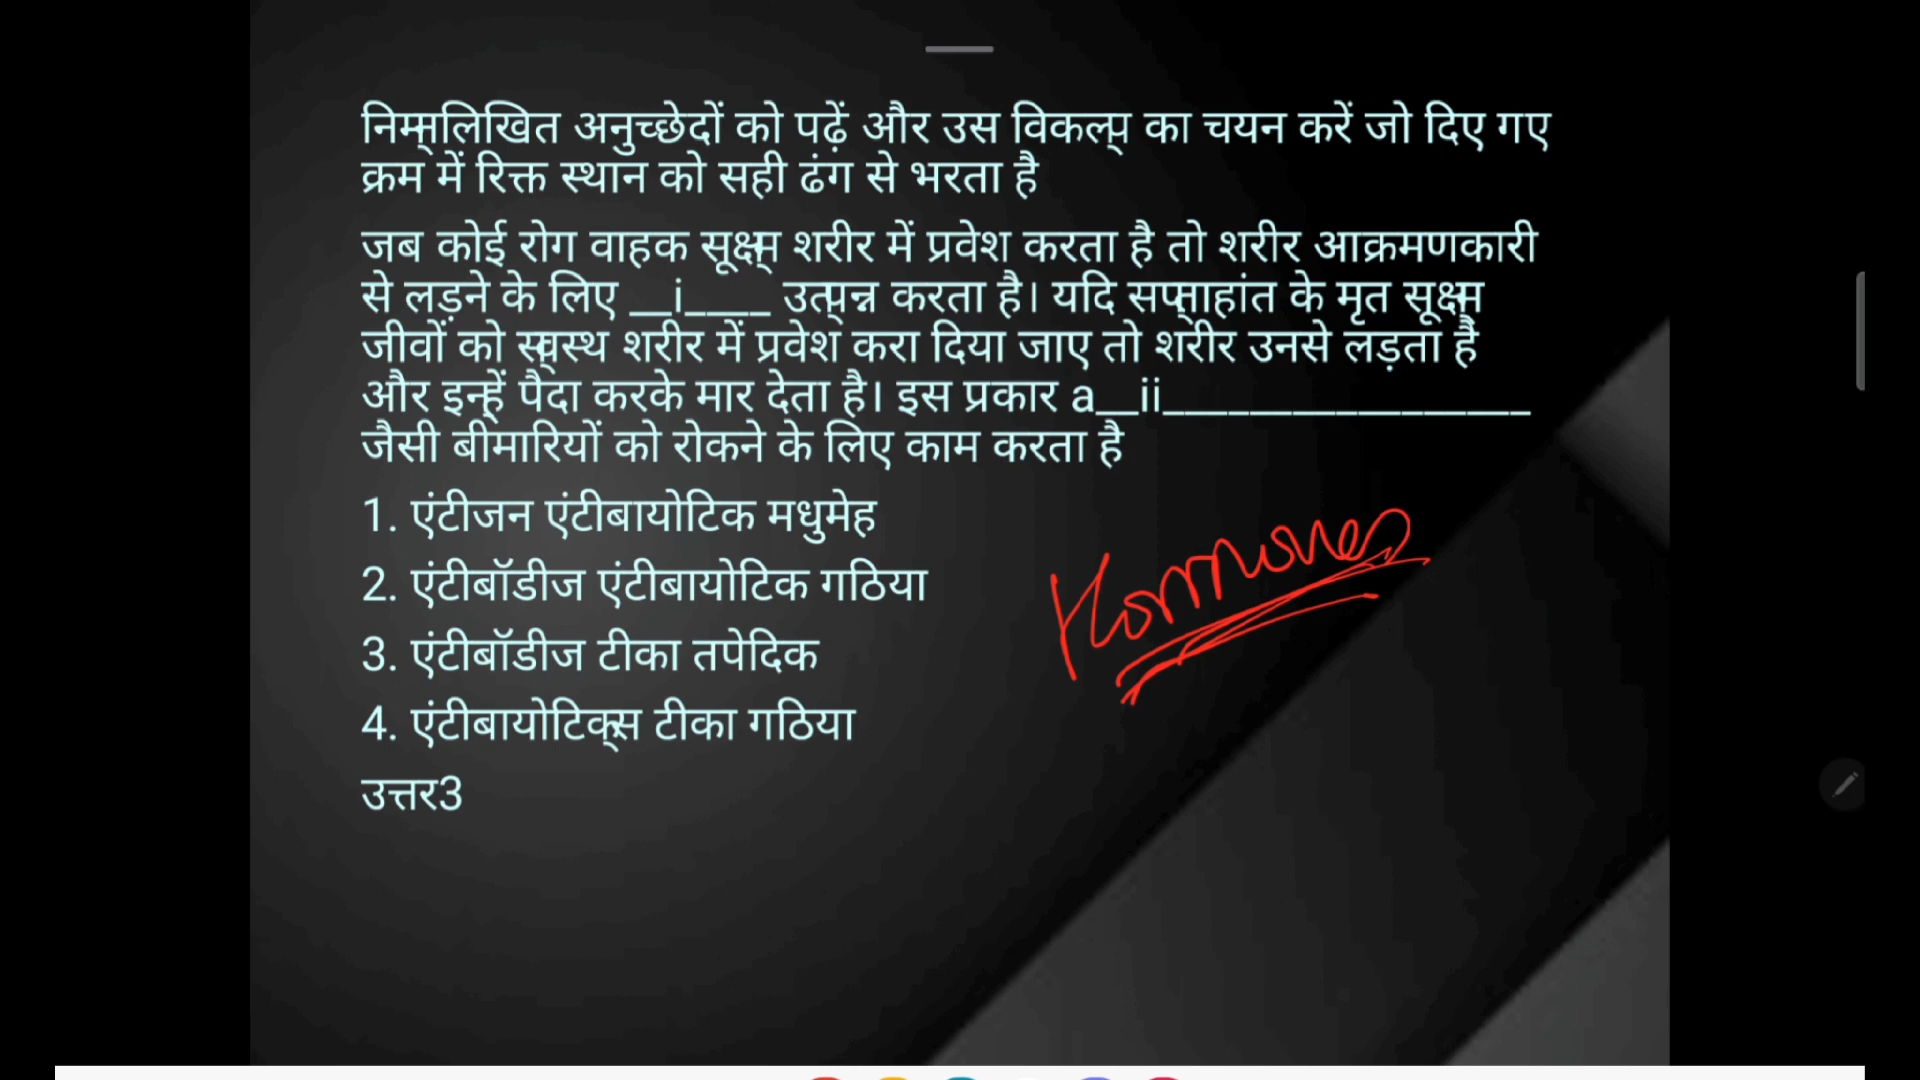 निम्नलिखित अनुच्छेदों को पढ़ें और उस विकल्प का चयन करें जो दिए गए
क्रम में रिक्त स्थान को सही ढंग से भरता है
जब कोई रोग वाहक सूक्ष्म शरीर में प्रवेश करता है तो शरीर आक्रमणकारी
से लड़ने के लिए __i____ उत्पन्न करता है। यदि सप्ताहांत के मृत सूक्ष्म
जीवों को स्वस्थ शरीर में प्रवेश करा दिया जाए तो शरीर उनसे लड़ता है
और इन्हें पैदा करके मार देता है। इस प्रकार a__ii_________________
जैसी बीमारियों को रोकने के लिए काम करता है
1. एंटीजन एंटीबायोटिक मधुमेह
2. एंटीबॉडीज एंटीबायोटिक गठिया
Hormones
3. एंटीबॉडीज टीका तपेदिक
4. एंटीबायोटिक्स टीका गठिया
उत्तर3